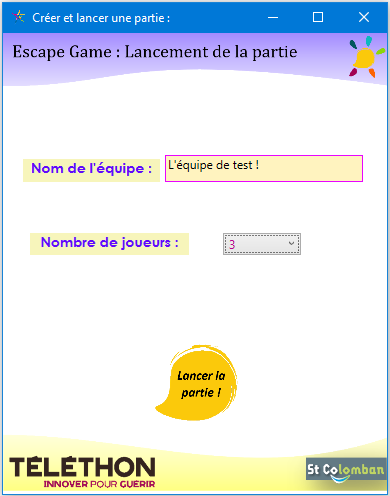 Créer et lancer une partie :
Escape Game : Lancement de la partie
Nom de l'équipe :
L'équipe de test !
Nombre de joueurs :
3
Lancer la
partie !
TÉLÉTHON
INNOVER POUR GUÉRIR
St Colomban